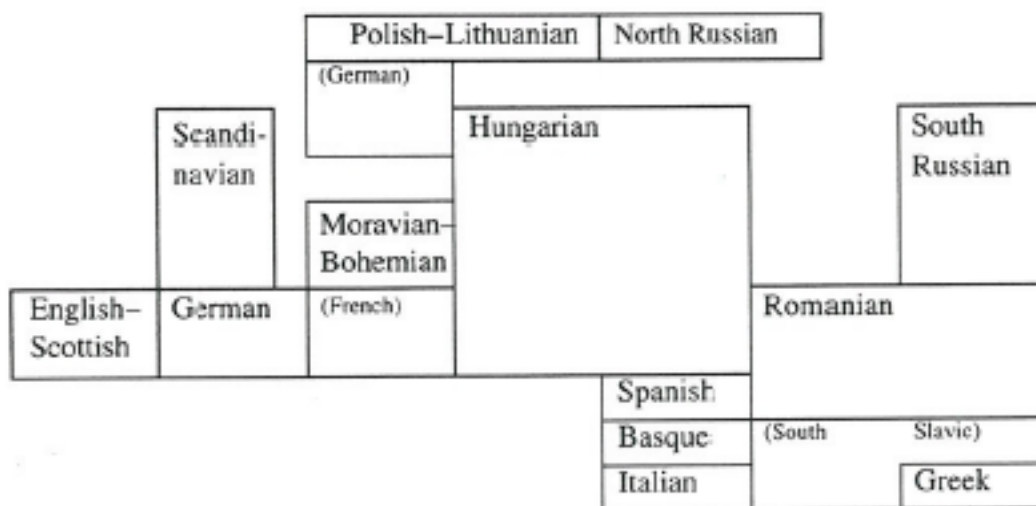 Polish–Lithuanian North Russian
(German)
Scandi-
navian
Hungarian
South
Russian
Moravian–
Bohemian
English–
Scottish
German
(French)
Romanian
Spanish
Basque
(South Slavic)
Italian
Greek